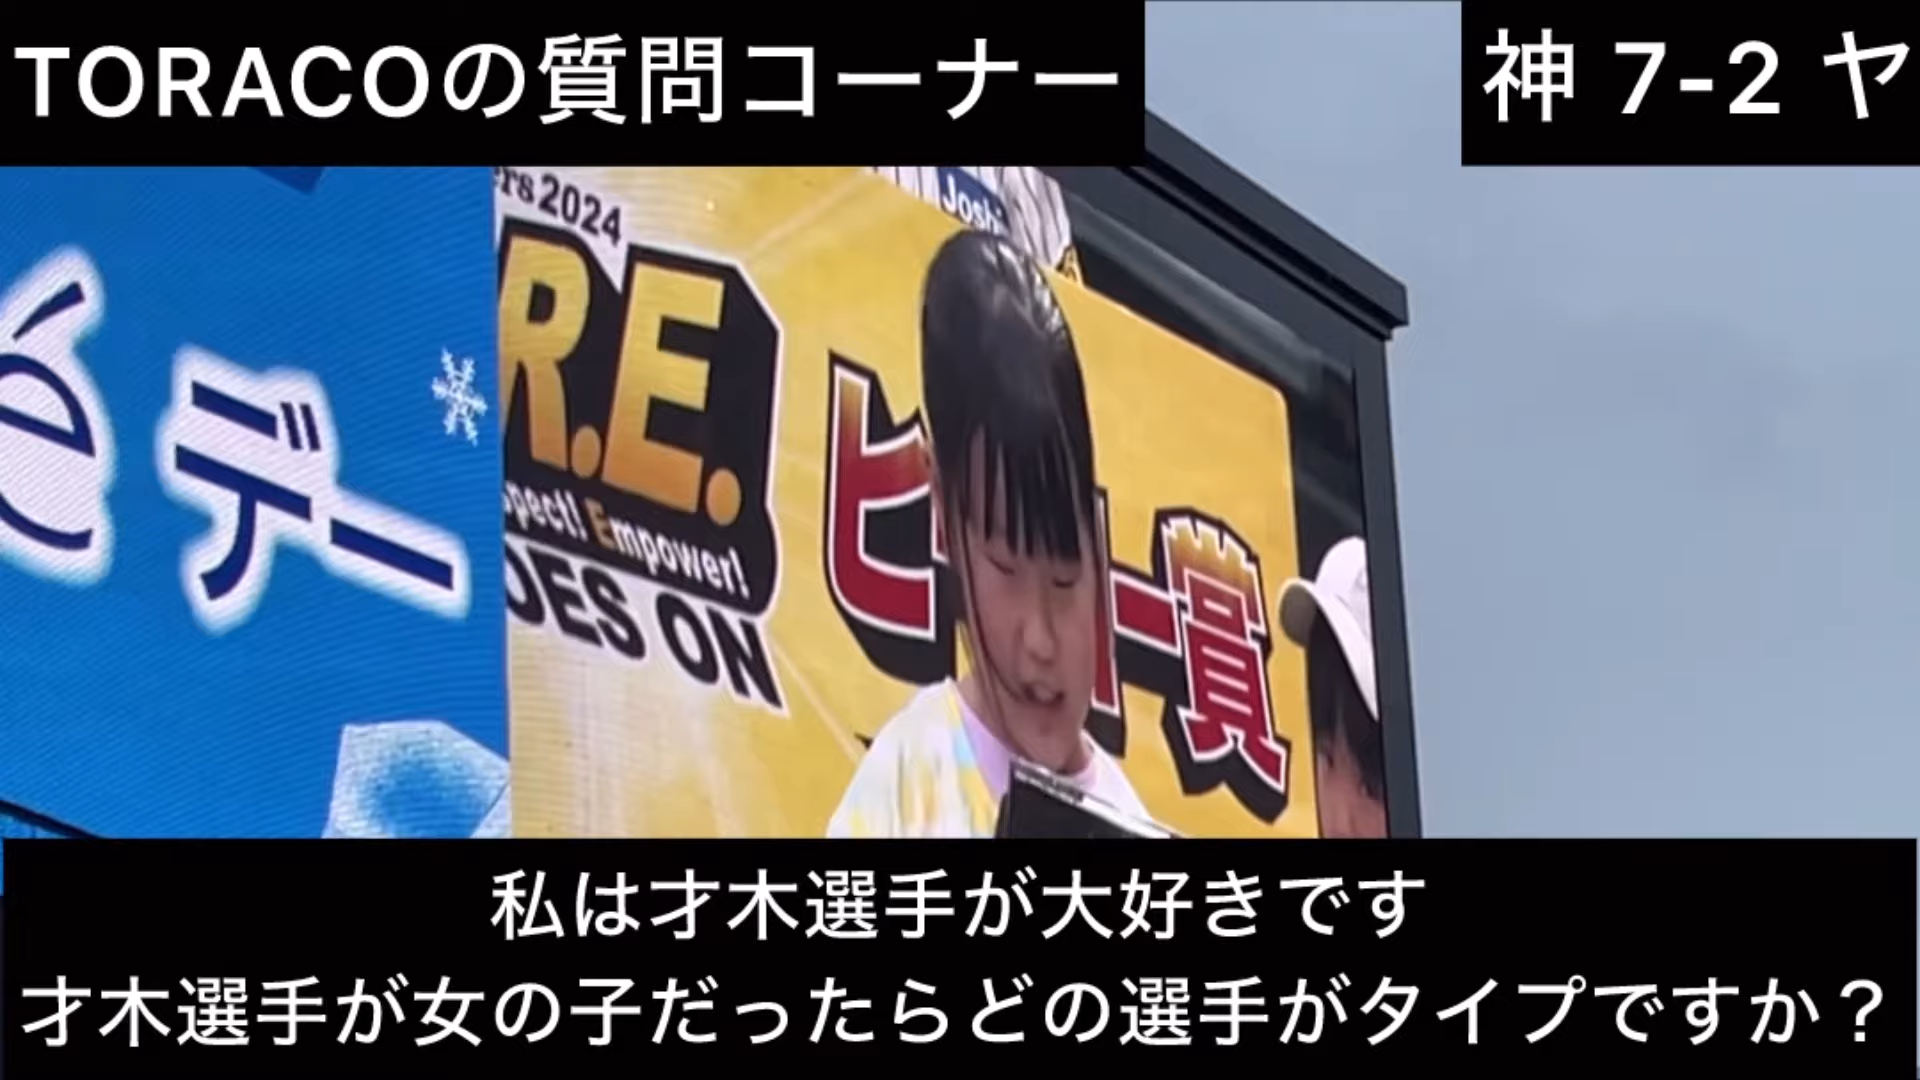 TORACOの質問コーナー
神 7-2 ヤ
デー
2024
Joshi
R.E.
Empower!
ON
賞
私は才木選手が大好きです
才木選手が女の子だったらどの選手がタイプですか？